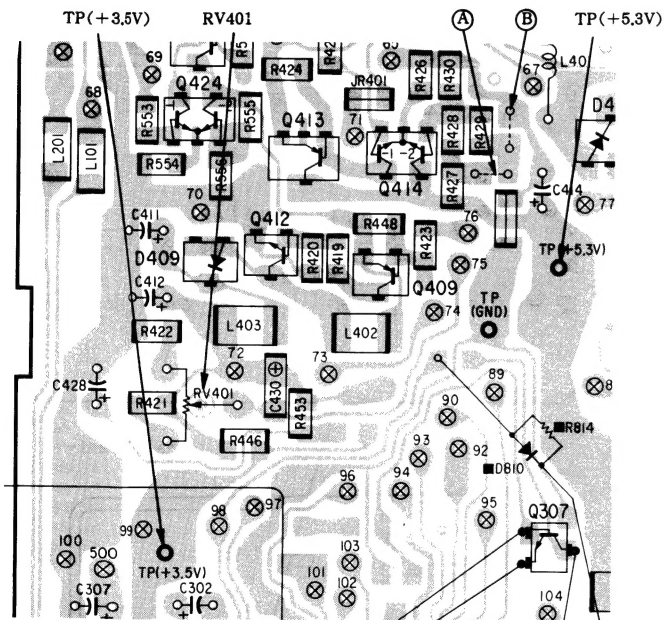 TP(+3.5V)
RV401
A
B
TP(+5.3V)
R424
JR401
R426
R430
67
L40
69
Q424
68
R553
R555
Q413
71
R428
R429
D4
L201
L101
R554
R556
1-2
Q414
R427
C414
77
70
C411
Q412
R448
R423
76
TP(+5.3V)
D409
R420
R419
75
C412
Q409
TP
(GND)
74
R422
L403
L402
72
73
C428
C430
89
8
R421
RV401
R453
90
R814
R446
93
92
D810
96
94
97
95
Q307
99
98
100
500
TP(+3.5V)
103
101
102
C307
C302
104